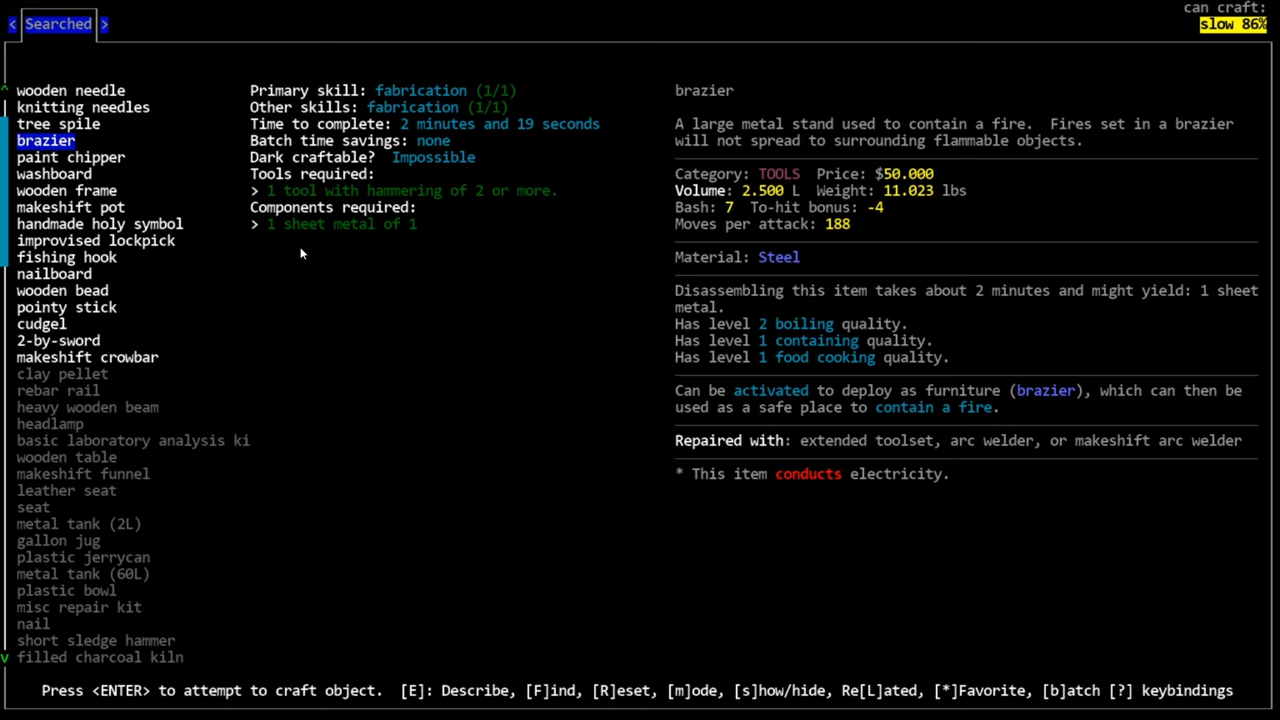 can craft:
< Searched >
slow 86%
wooden needle
knitting needles
tree spile
brazier
paint chipper
washboard
wooden frame
makeshift pot
handmade holy symbol
improvised lockpick
fishing hook
nailboard
wooden bead
pointy stick
cudgel
2-by-sword
makeshift crowbar
clay pellet
rebar rail
heavy wooden beam
headlamp
basic laboratory analysis ki
wooden table
makeshift funnel
leather seat
seat
metal tank (2L)
gallon jug
plastic jerrycan
metal tank (60L)
plastic bowl
misc repair kit
nail
short sledge hammer
filled charcoal kiln
Primary skill: fabrication (1/1)
Other skills: fabrication (1/1)
Time to complete: 2 minutes and 19 seconds
Batch time savings: none
Dark craftable? Impossible
Tools required:
> 1 tool with hammering of 2 or more.
Components required:
> 1 sheet metal of 1
brazier
A large metal stand used to contain a fire. Fires set in a brazier
will not spread to surrounding flammable objects.
Category: TOOLS Price: $50.000
Volume: 2.500 L Weight: 11.023 lbs
Bash: 7 To-hit bonus: -4
Moves per attack: 188
Material: Steel
Disassembling this item takes about 2 minutes and might yield: 1 sheet
metal.
Has level 2 boiling quality.
Has level 1 containing quality.
Has level 1 food cooking quality.
Can be activated to deploy as furniture (brazier), which can then be
used as a safe place to contain a fire.
Repaired with: extended toolset, arc welder, or makeshift arc welder
* This item conducts electricity.
Press <ENTER> to attempt to craft object. [E]: Describe, [F]ind, [R]eset, [m]ode, [s]how/hide, Re[L]ated, [*]Favorite, [b]atch [?] keybindings